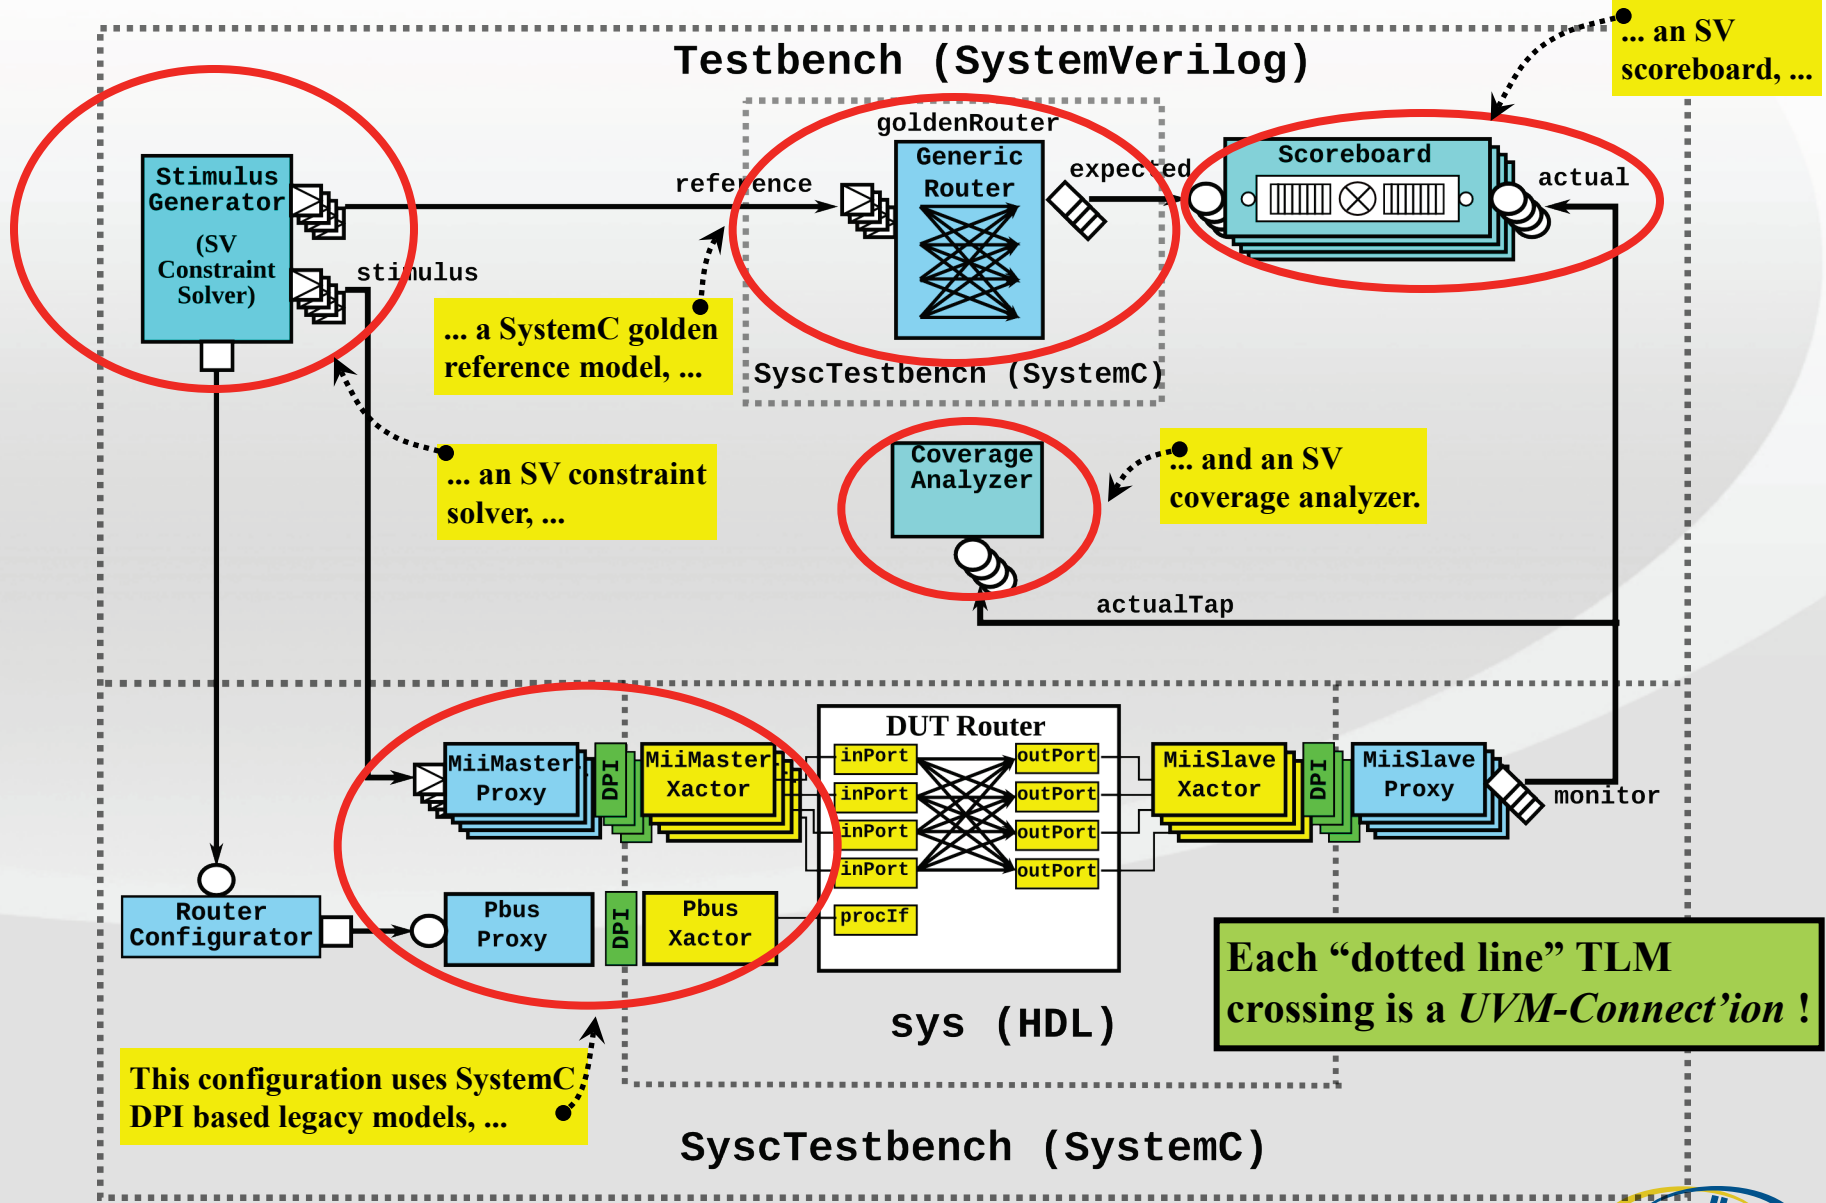 ... an SV
scoreboard, ...
Testbench (SystemVerilog)
goldenRouter
Generic
Router
expected
Scoreboard
actual
Stimulus
Generator
(SV
Constraint
Solver)
reference
stimulus
... a SystemC golden
reference model, ...
SyscTestbench (SystemC)
... an SV constraint
solver, ...
Coverage
Analyzer
... and an SV
coverage analyzer.
actualTap
DUT Router
MiiMaster
Proxy
DPI
MiiMaster
Xactor
inPort
inPort
inPort
inPort
outPort
outPort
outPort
outPort
MiiSlave
Xactor
DPI
MiiSlave
Proxy
monitor
Router
Configurator
Pbus
Proxy
DPI
Pbus
Xactor
procIf
Each “dotted line” TLM
crossing is a UVM-Connect’ion !
sys (HDL)
This configuration uses SystemC
DPI based legacy models, ...
SyscTestbench (SystemC)